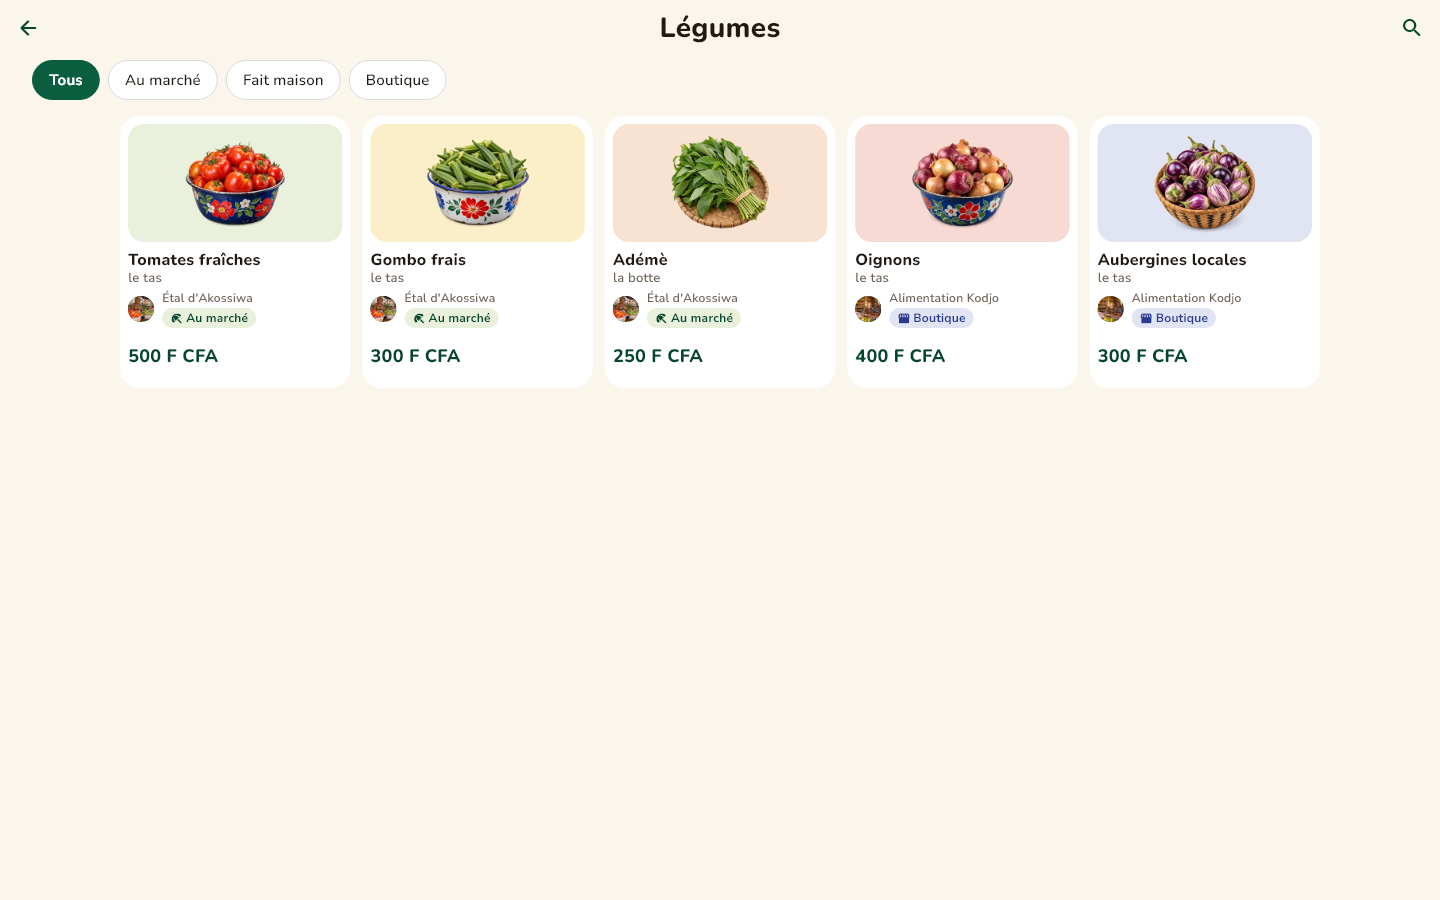 Légumes
Tous
Au marché
Fait maison
Boutique
Tomates fraîches
le tas
Étal d'Akossiwa
Au marché
500 F CFA
Gombo frais
le tas
Étal d'Akossiwa
Au marché
300 F CFA
Adémè
la botte
Étal d'Akossiwa
Au marché
250 F CFA
Oignons
le tas
Alimentation Kodjo
Boutique
400 F CFA
Aubergines locales
le tas
Alimentation Kodjo
Boutique
300 F CFA